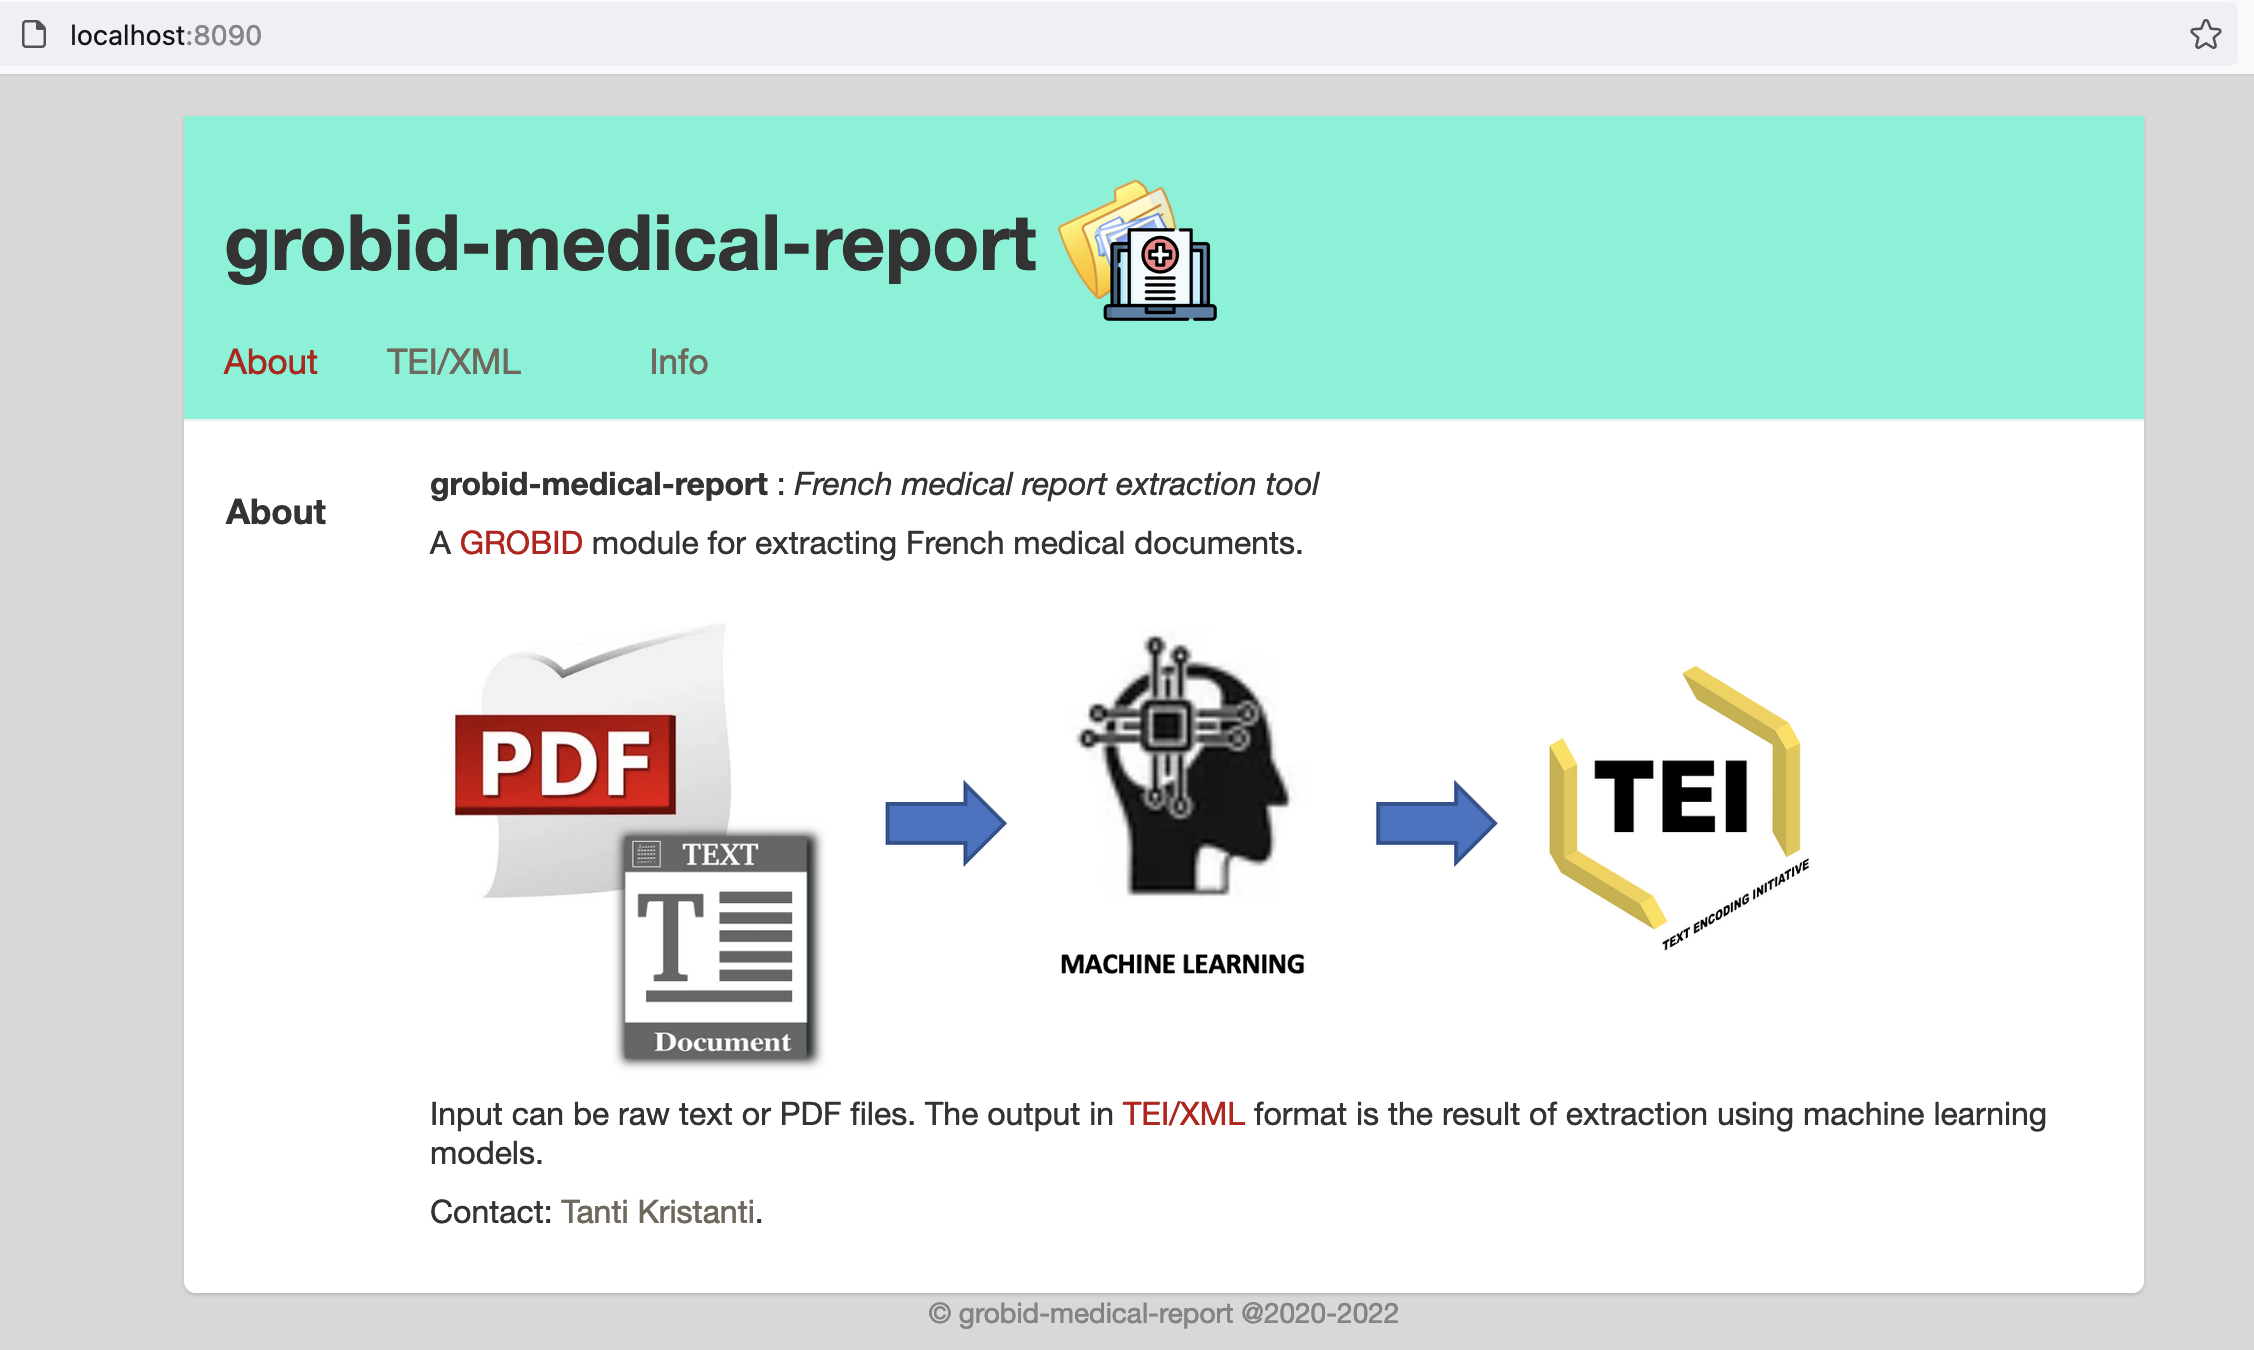 localhost:8090
grobid-medical-report
About TEI/XML Info
About
grobid-medical-report : French medical report extraction tool
A GROBID module for extracting French medical documents.
PDF
TEXT
T
Document
MACHINE LEARNING
TEI
TEXT ENCODING INITIATIVE
Input can be raw text or PDF files. The output in TEI/XML format is the result of extraction using machine learning
models.
Contact: Tanti Kristanti.
© grobid-medical-report @2020-2022